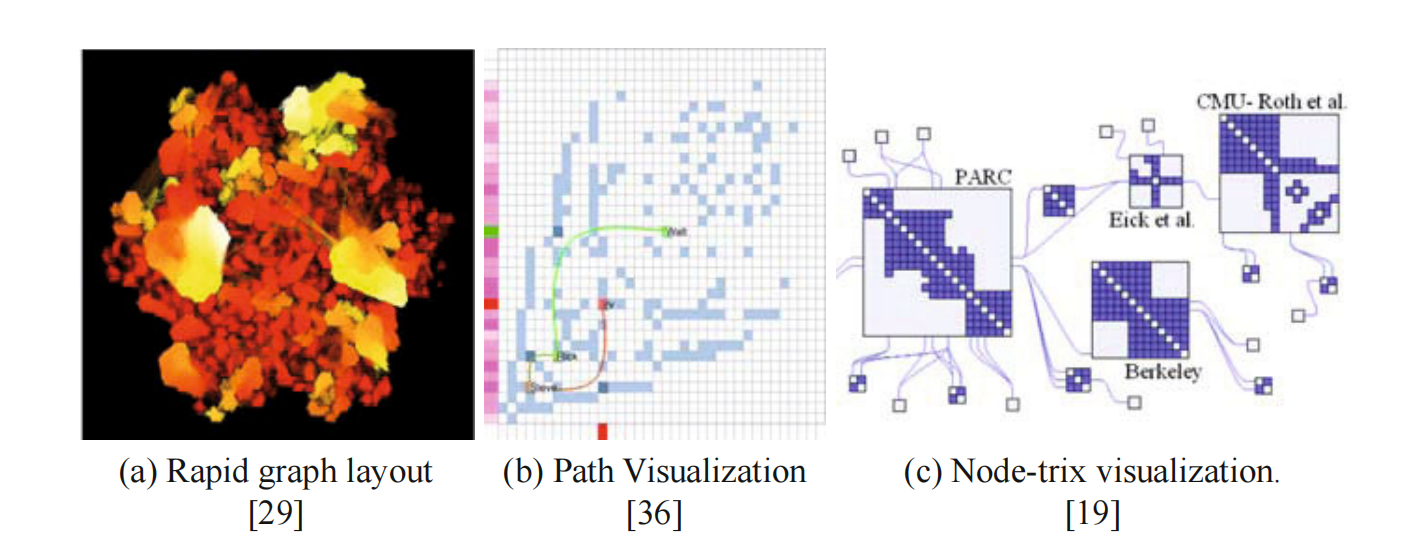 CMU- Roth et al.
PARC
Eick et al.
Berkeley
Walt
Rick
Steve
(a) Rapid graph layout
[29]
(b) Path Visualization
[36]
(c) Node-trix visualization.
[19]